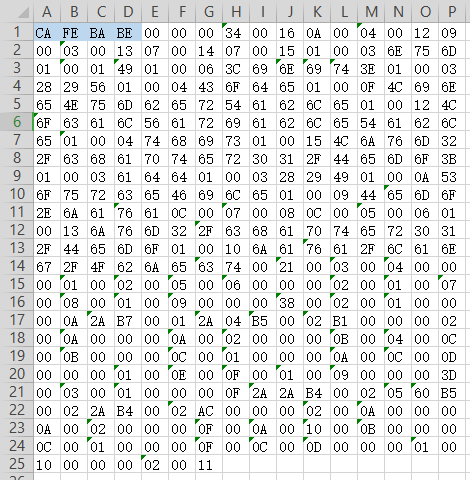 A B C D E F G H I J K L M N O P
1 CA FE BA BE 00 00 00 34 00 16 0A 00 04 00 12 09
2 00 03 00 13 07 00 14 07 00 15 01 00 03 6E 75 6D
3 01 00 01 49 01 00 06 3C 69 6E 69 74 3E 01 00 03
4 28 29 56 01 00 04 43 6F 64 65 01 00 0F 4C 69 6E
5 65 4E 75 6D 62 65 72 54 61 62 6C 65 01 00 12 4C
6 6F 63 61 6C 56 61 72 69 61 62 6C 65 54 61 62 6C
7 65 01 00 04 74 68 69 73 01 00 15 4C 6A 76 6D 32
8 2F 63 68 61 70 74 65 72 30 31 2F 44 65 6D 6F 3B
9 01 00 03 61 64 64 01 00 03 28 29 49 01 00 0A 53
10 6F 75 72 63 65 46 69 6C 65 01 00 09 44 65 6D 6F
11 2E 6A 61 76 61 0C 00 07 00 08 0C 00 05 00 06 01
12 00 13 6A 76 6D 32 2F 63 68 61 70 74 65 72 30 31
13 2F 44 65 6D 6F 01 00 10 6A 61 76 61 2F 6C 61 6E
14 67 2F 4F 62 6A 65 63 74 00 21 00 03 00 04 00 00
15 00 01 00 02 00 05 00 06 00 00 00 02 00 01 00 07
16 00 08 00 01 00 09 00 00 00 38 00 02 00 01 00 00
17 00 0A 2A B7 00 01 2A 04 B5 00 02 B1 00 00 00 02
18 00 0A 00 00 00 0A 00 02 00 00 00 0B 00 04 00 0C
19 00 0B 00 00 00 0C 00 01 00 00 00 0A 00 0C 00 0D
20 00 00 00 01 00 0E 00 0F 00 01 00 09 00 00 00 3D
21 00 03 00 01 00 00 00 0F 2A 2A B4 00 02 05 60 B5
22 00 02 2A B4 00 02 AC 00 00 00 02 00 0A 00 00 00
23 0A 00 02 00 00 00 0F 00 0A 00 10 00 0B 00 00 00
24 0C 00 01 00 00 00 0F 00 0C 00 0D 00 00 00 01 00
25 10 00 00 00 02 00 11